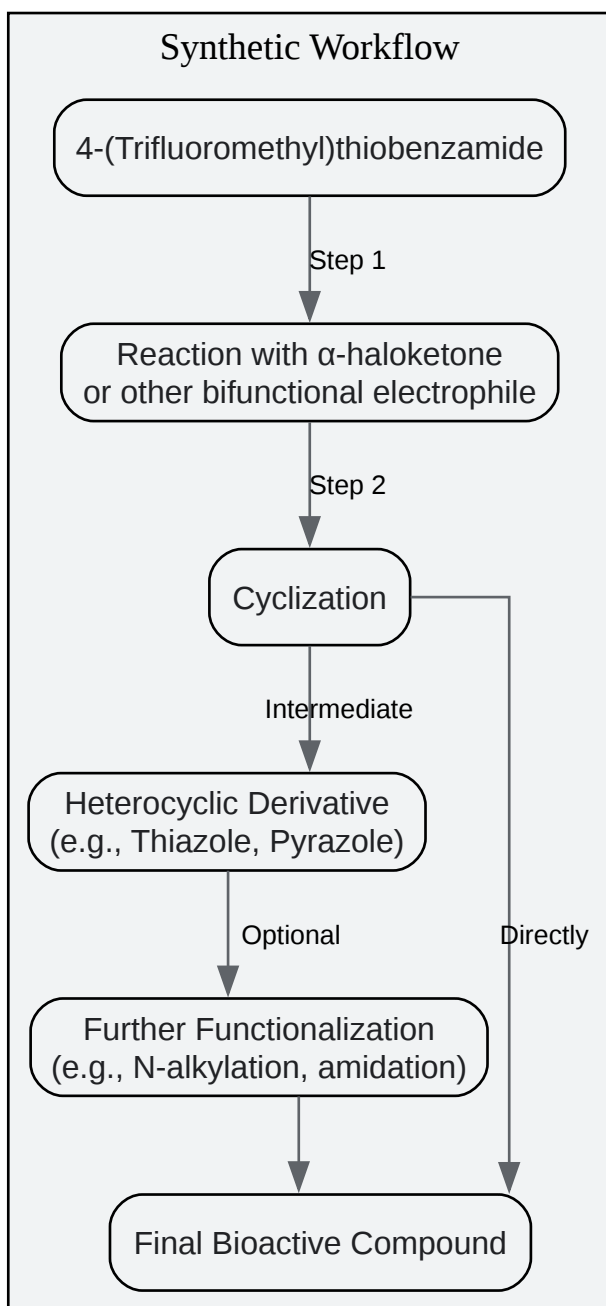 Synthetic Workflow
4-(Trifluoromethyl)thiobenzamide
Step 1
Reaction with α-haloketone
or other bifunctional electrophile
Step 2
Cyclization
Intermediate
Heterocyclic Derivative
(e.g., Thiazole, Pyrazole)
Optional
Directly
Further Functionalization
(e.g., N-alkylation, amidation)
Final Bioactive Compound